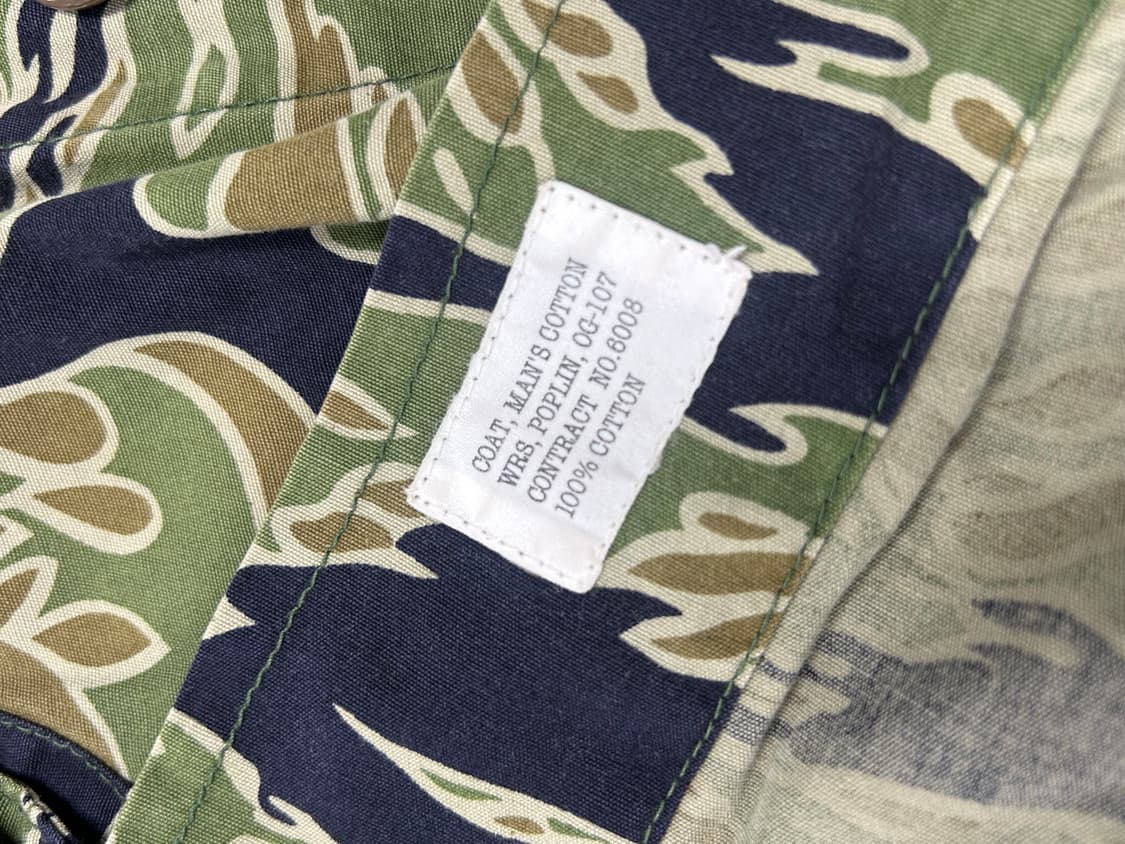 COAT, MAN'S COTTON
WRS, POPLIN, OG-107
CONTRACT NO.6008
100% COTTON